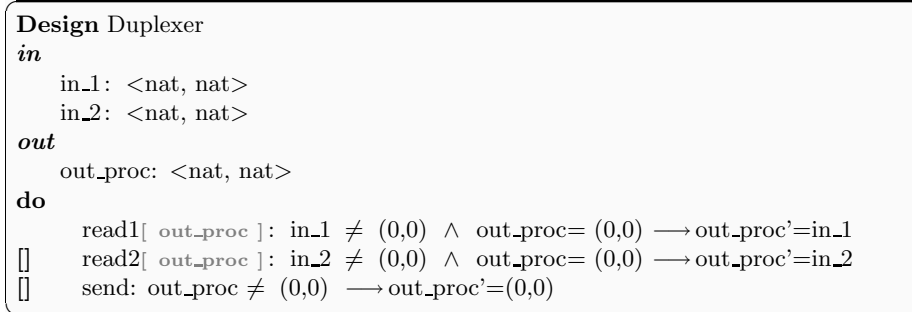 Design Duplexer
in
in_1: <nat, nat>
in_2: <nat, nat>
out
out_proc: <nat, nat>
do
read1[ out_proc ]: in_1 ≠ (0,0) ∧ out_proc= (0,0) ⟶ out_proc'=in_1
[] read2[ out_proc ]: in_2 ≠ (0,0) ∧ out_proc= (0,0) ⟶ out_proc'=in_2
[] send: out_proc ≠ (0,0) ⟶ out_proc'=(0,0)